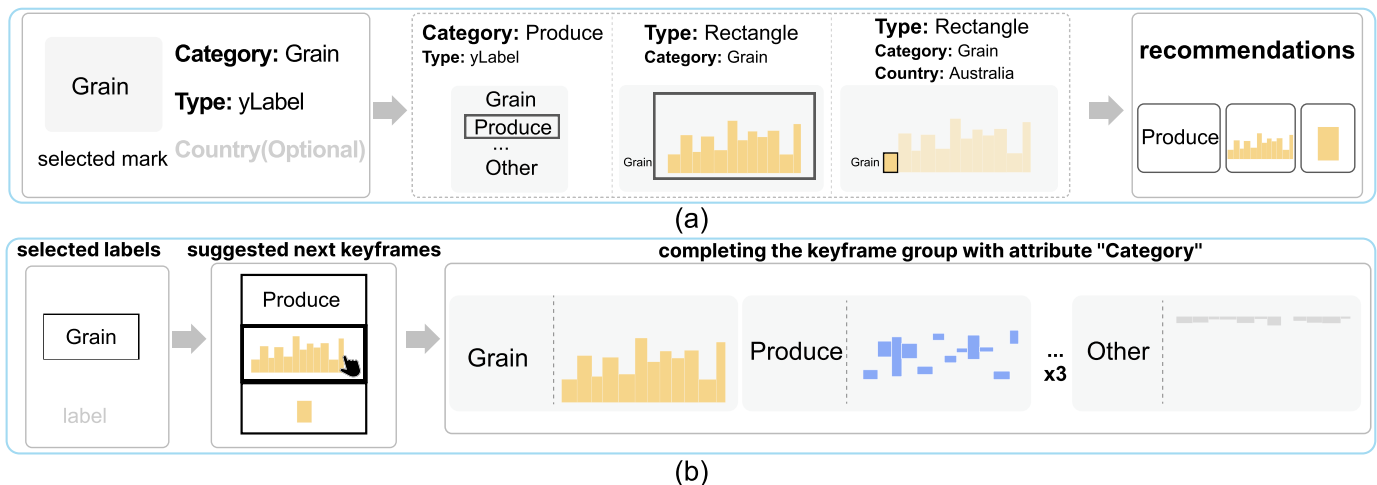 Grain
selected mark
Category: Grain
Type: yLabel
Country(Optional)
Category: Produce
Type: yLabel
Grain
Produce
...
Other
Type: Rectangle
Category: Grain
Grain
Type: Rectangle
Category: Grain
Country: Australia
Grain
recommendations
Produce
(a)
selected labels
Grain
label
suggested next keyframes
Produce
completing the keyframe group with attribute "Category"
Grain
Produce
...
x3
Other
(b)